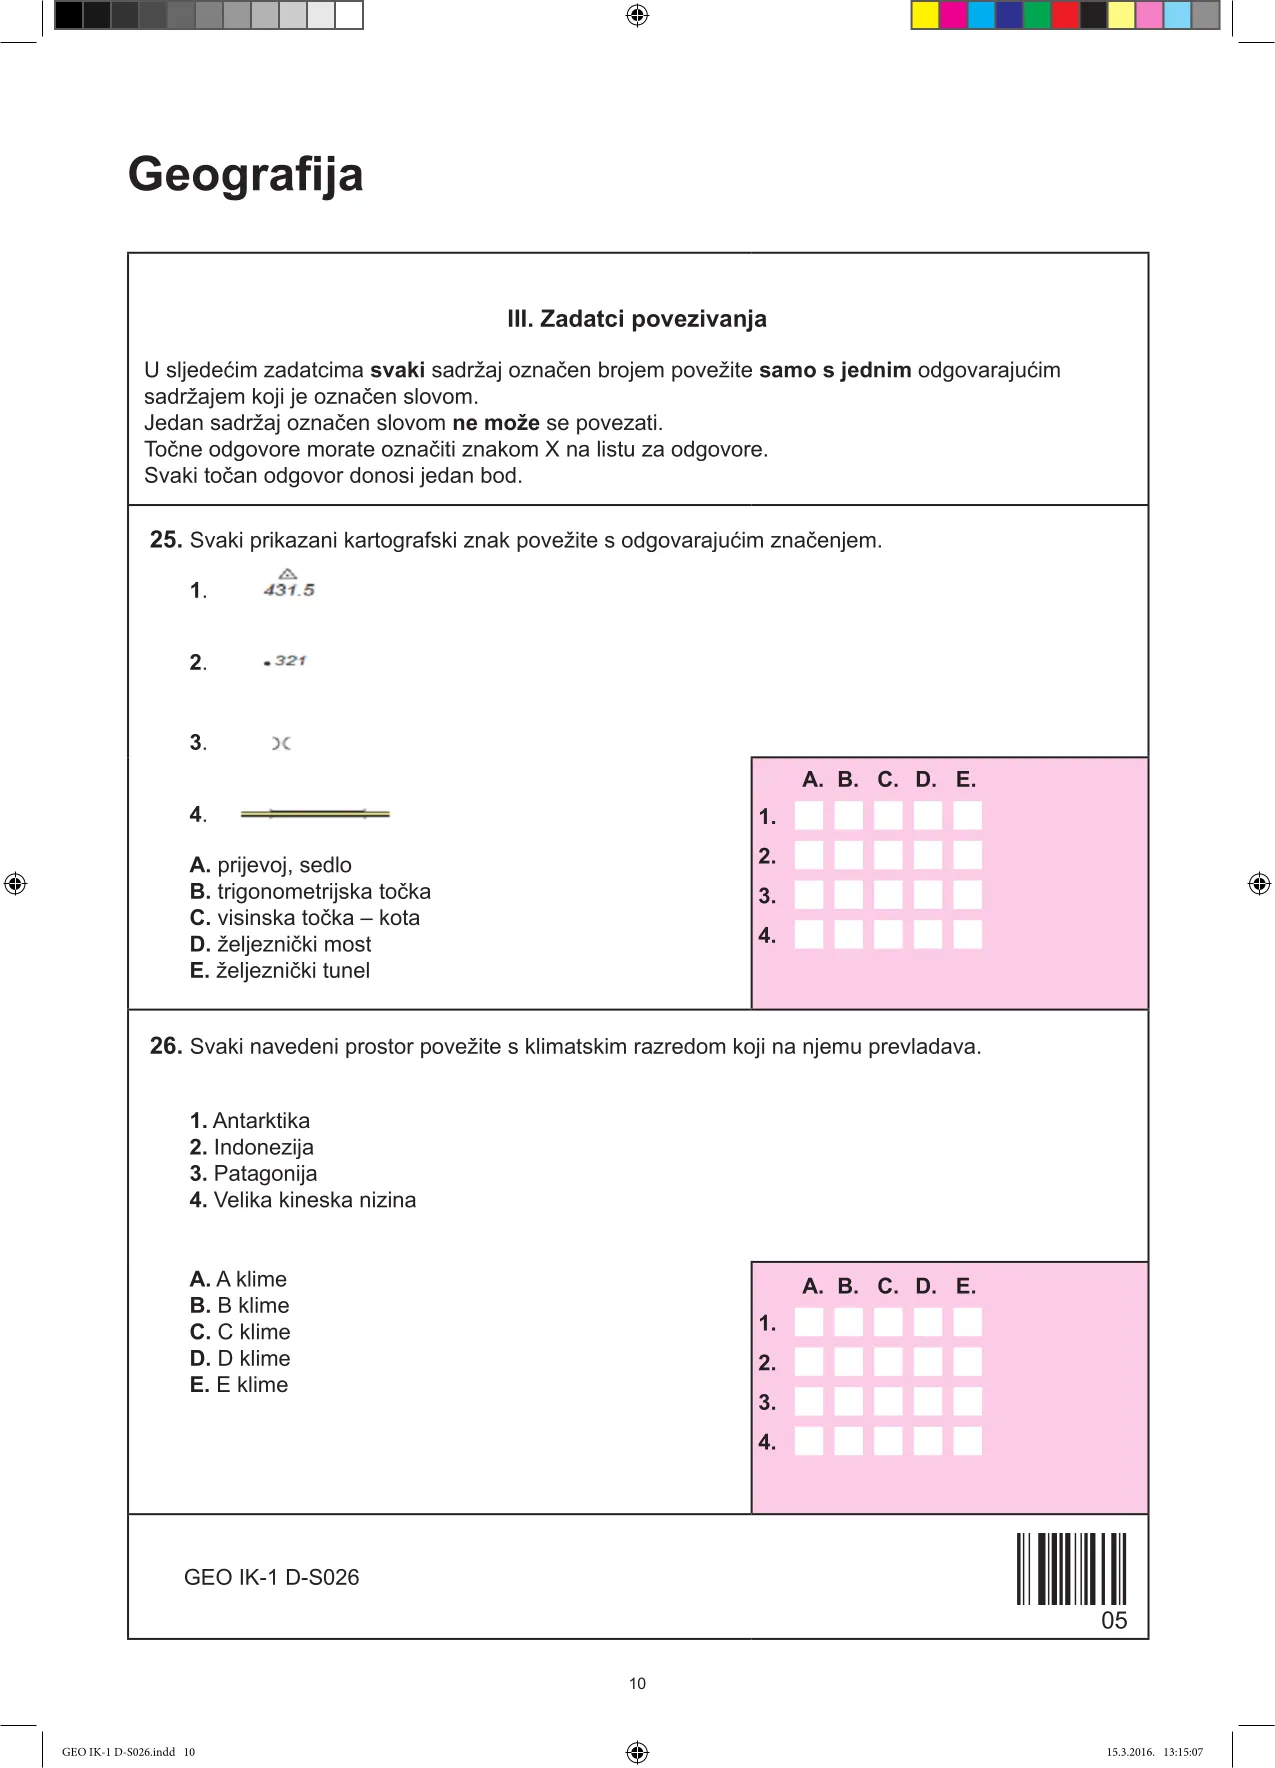 Geografija
III. Zadatci povezivanja
U sljedećim zadatcima svaki sadržaj označen brojem povežite samo s jednim odgovarajućim
sadržajem koji je označen slovom.
Jedan sadržaj označen slovom ne može se povezati.
Točne odgovore morate označiti znakom X na listu za odgovore.
Svaki točan odgovor donosi jedan bod.
25. Svaki prikazani kartografski znak povežite s odgovarajućim značenjem.
1. 431.5
2. .321
3.
4.
A. prijevoj, sedlo
B. trigonometrijska točka
C. visinska točka – kota
D. željeznički most
E. željeznički tunel
A. B. C. D. E.
1.
2.
3.
4.
26. Svaki navedeni prostor povežite s klimatskim razredom koji na njemu prevladava.
1. Antarktika
2. Indonezija
3. Patagonija
4. Velika kineska nizina
A. A klime
B. B klime
C. C klime
D. D klime
E. E klime
A. B. C. D. E.
1.
2.
3.
4.
GEO IK-1 D-S026
05
10
GEO IK-1 D-S026.indd 10
15.3.2016. 13:15:07